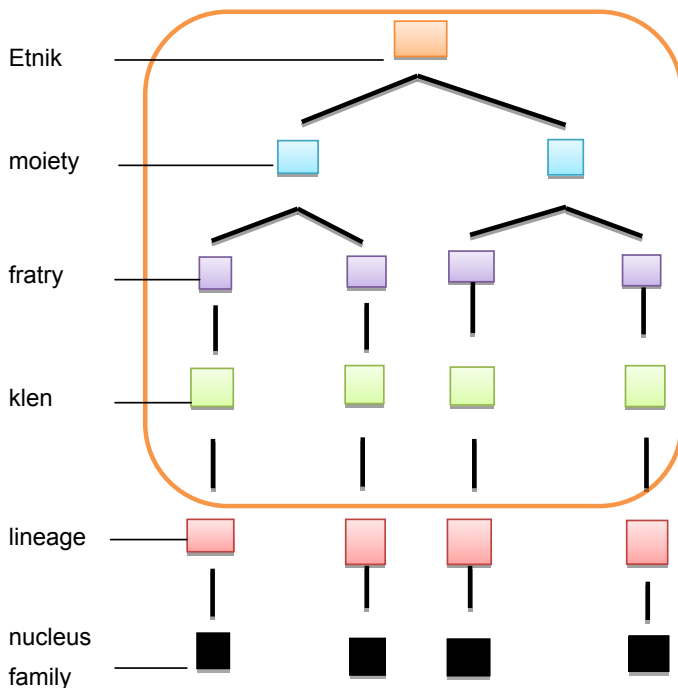 Etnik
moiety
fratry
klen
lineage
nucleus
family